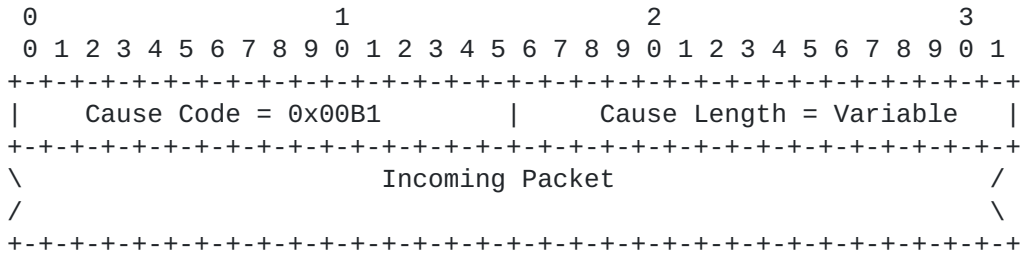 0                   1                   2                   3
 0 1 2 3 4 5 6 7 8 9 0 1 2 3 4 5 6 7 8 9 0 1 2 3 4 5 6 7 8 9 0 1
+-+-+-+-+-+-+-+-+-+-+-+-+-+-+-+-+-+-+-+-+-+-+-+-+-+-+-+-+-+-+-+-+
|    Cause Code = 0x00B1        |     Cause Length = Variable   |
+-+-+-+-+-+-+-+-+-+-+-+-+-+-+-+-+-+-+-+-+-+-+-+-+-+-+-+-+-+-+-+-+
\                       Incoming Packet                        /
/                                                              \
+-+-+-+-+-+-+-+-+-+-+-+-+-+-+-+-+-+-+-+-+-+-+-+-+-+-+-+-+-+-+-+-+